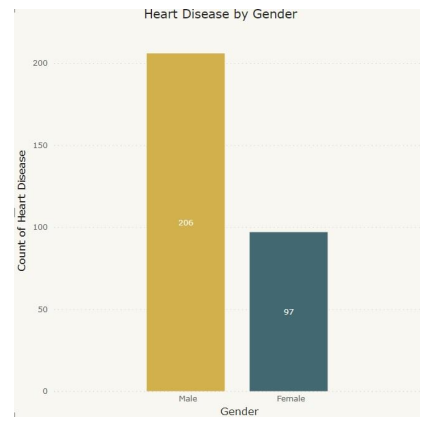 Heart Disease by Gender
200
150
100
50
0
Count of Heart Disease
206
97
Male
Female
Gender